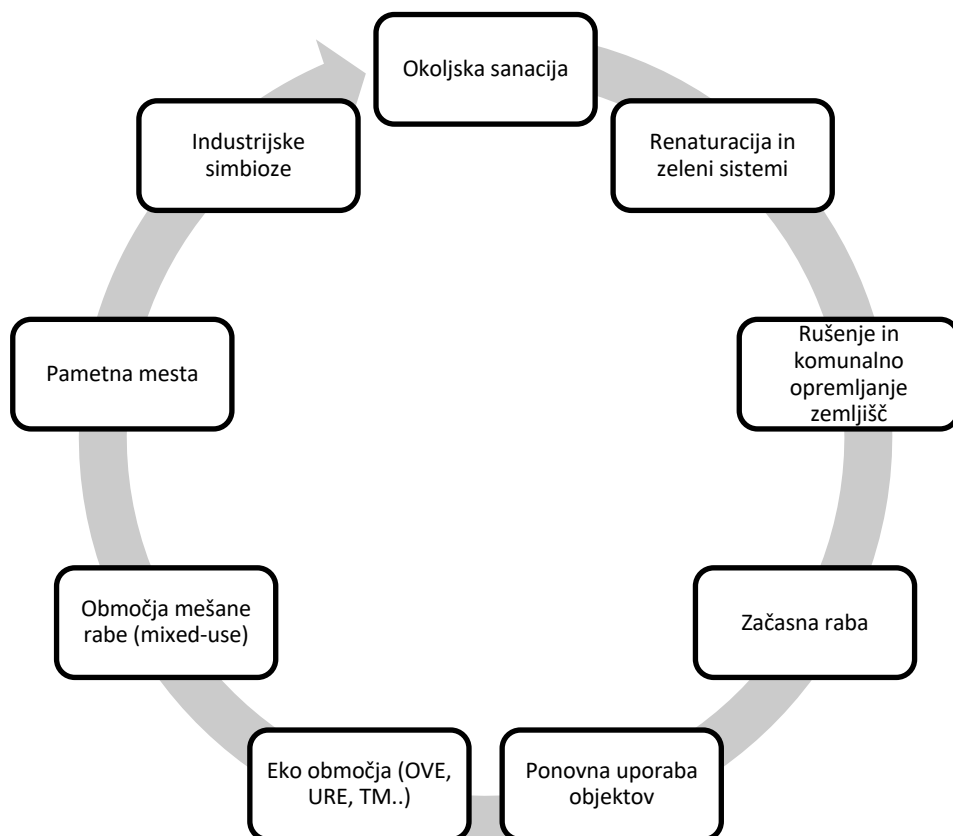 Okoljska sanacija
Renaturacija in
zeleni sistemi
Rušenje in
komunalno
opremljanje
zemljišč
Začasna raba
Ponovna uporaba
objektov
Eko območja (OVE,
URE, TM..)
Območja mešane
rabe (mixed-use)
Pametna mesta
Industrijske
simbioze